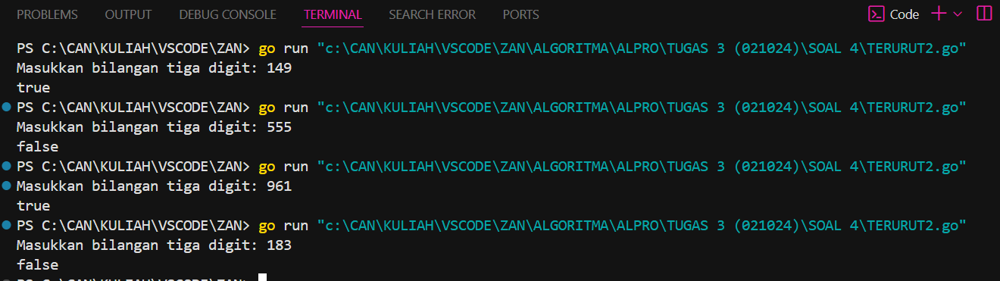 PROBLEMS OUTPUT DEBUG CONSOLE TERMINAL SEARCH ERROR PORTS Code
PS C:\CAN\KULIAH\VSCODE\ZAN> go run "c:\CAN\KULIAH\VSCODE\ZAN\ALGORITMA\ALPRO\TUGAS 3 (021024)\SOAL 4\TERURUT2.go"
Masukkan bilangan tiga digit: 149
true
PS C:\CAN\KULIAH\VSCODE\ZAN> go run "c:\CAN\KULIAH\VSCODE\ZAN\ALGORITMA\ALPRO\TUGAS 3 (021024)\SOAL 4\TERURUT2.go"
Masukkan bilangan tiga digit: 555
false
PS C:\CAN\KULIAH\VSCODE\ZAN> go run "c:\CAN\KULIAH\VSCODE\ZAN\ALGORITMA\ALPRO\TUGAS 3 (021024)\SOAL 4\TERURUT2.go"
Masukkan bilangan tiga digit: 961
true
PS C:\CAN\KULIAH\VSCODE\ZAN> go run "c:\CAN\KULIAH\VSCODE\ZAN\ALGORITMA\ALPRO\TUGAS 3 (021024)\SOAL 4\TERURUT2.go"
Masukkan bilangan tiga digit: 183
false
PS C:\CAN\KULIAH\VSCODE\ZAN>